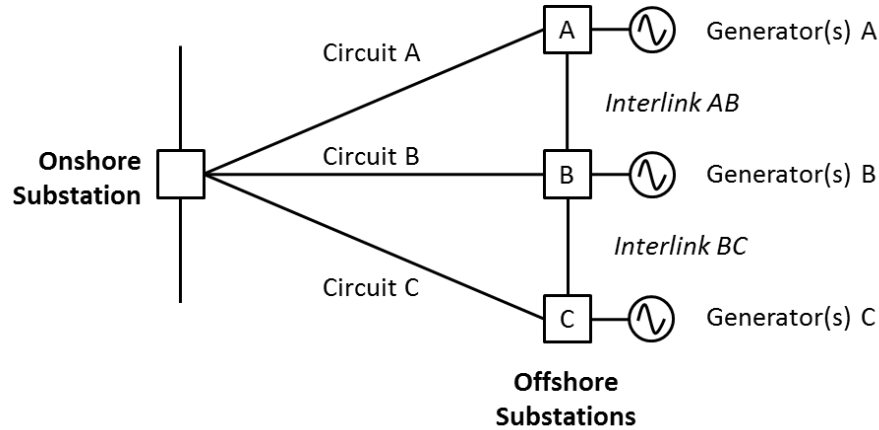 Circuit A
A
Generator(s) A
Interlink AB
Onshore
Substation
Circuit B
B
Generator(s) B
Interlink BC
Circuit C
C
Generator(s) C
Offshore
Substations